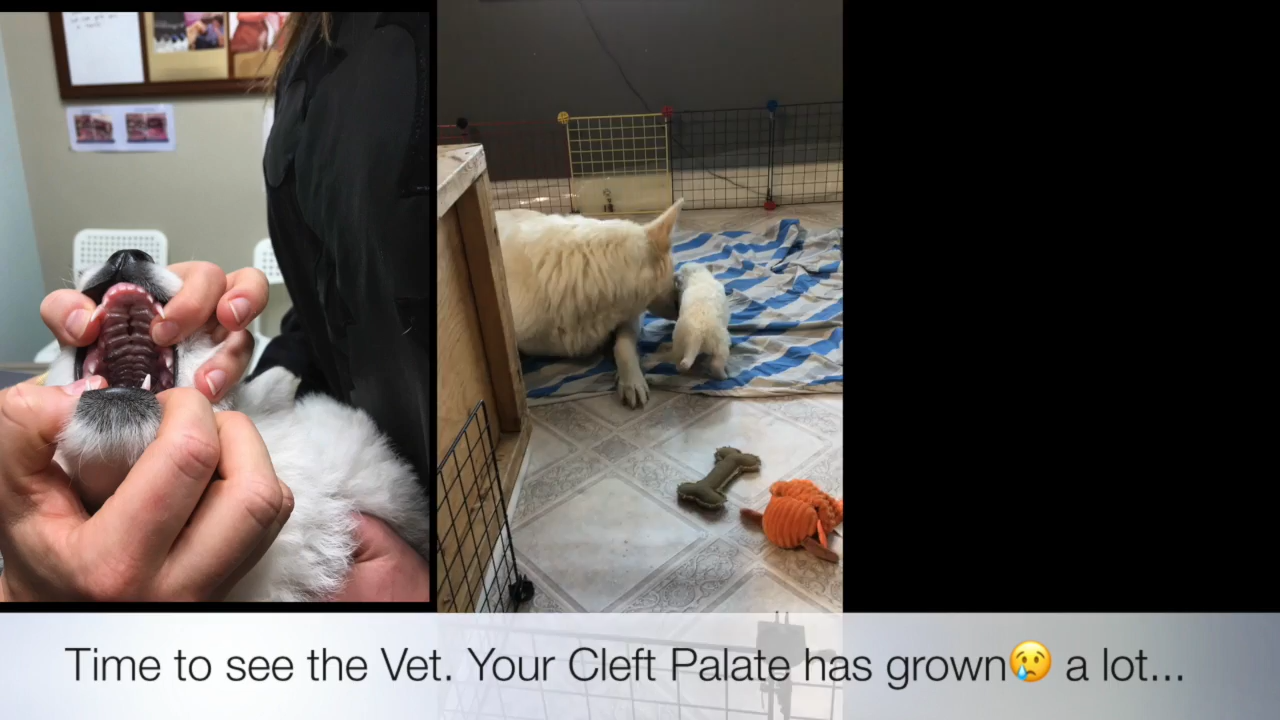 Time to see the Vet. Your Cleft Palate has grown😢 a lot...